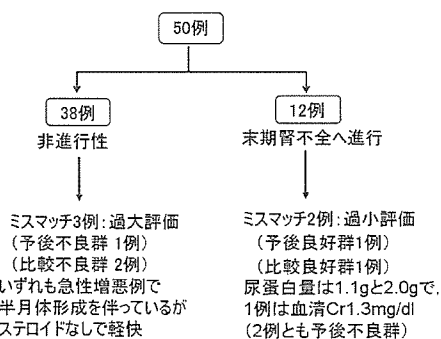 50例
38例
非進行性
12例
末期腎不全へ進行
ミスマッチ3例:過大評価
(予後不良群 1例)
(比較不良群 2例)
いずれも急性増悪例で
半月体形成を伴っているが
ステロイドなしで軽快
ミスマッチ2例:過小評価
(予後良好群1例)
(比較良好群1例)
尿蛋白量は1.1gと2.0gで,
1例は血清Cr1.3mg/dl
(2例とも予後不良群)